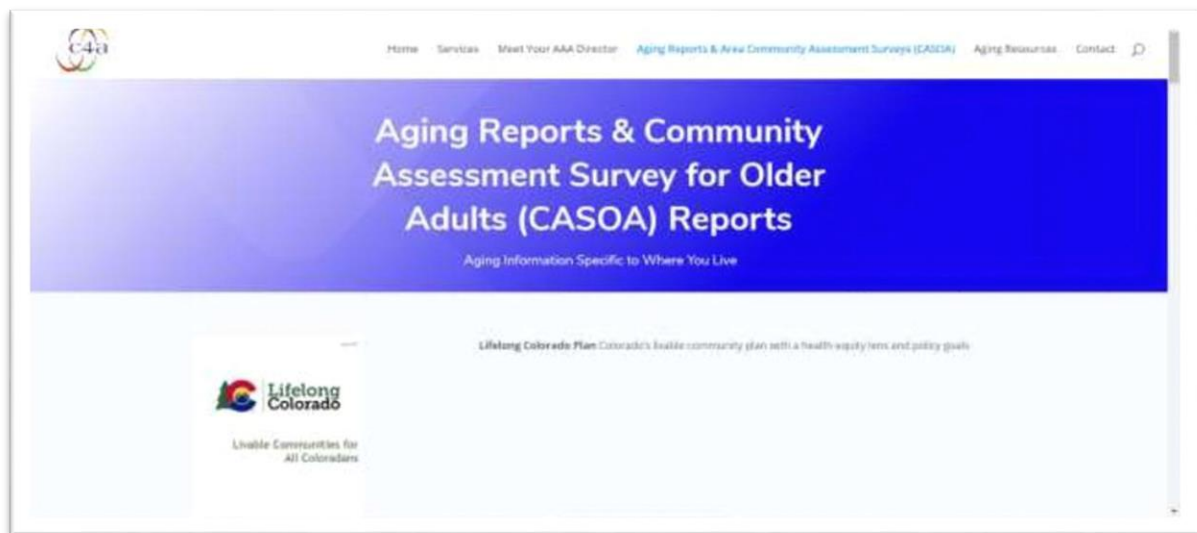 c4a
Home Services Meet Your AAA Director Aging Reports & Area Community Assessment Surveys (CASOA) Aging Resources Contact
Aging Reports & Community
Assessment Survey for Older
Adults (CASOA) Reports
Aging Information Specific to Where You Live
Lifelong Colorado Plan Colorado's livable community plan with a health equity lens and policy goals
Lifelong
Colorado
Livable Communities for
All Coloradans